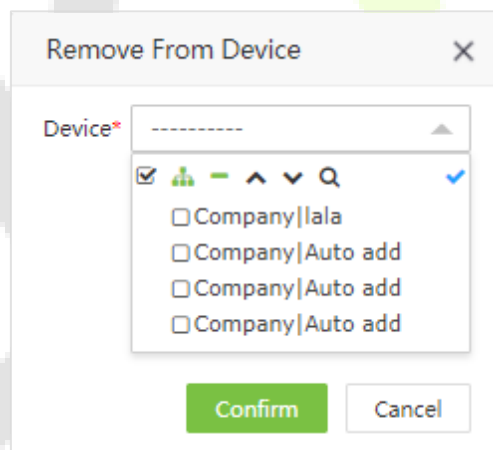 Remove From Device
Device* ----------
Company|lala
Company|Auto add
Company|Auto add
Company|Auto add
Confirm Cancel